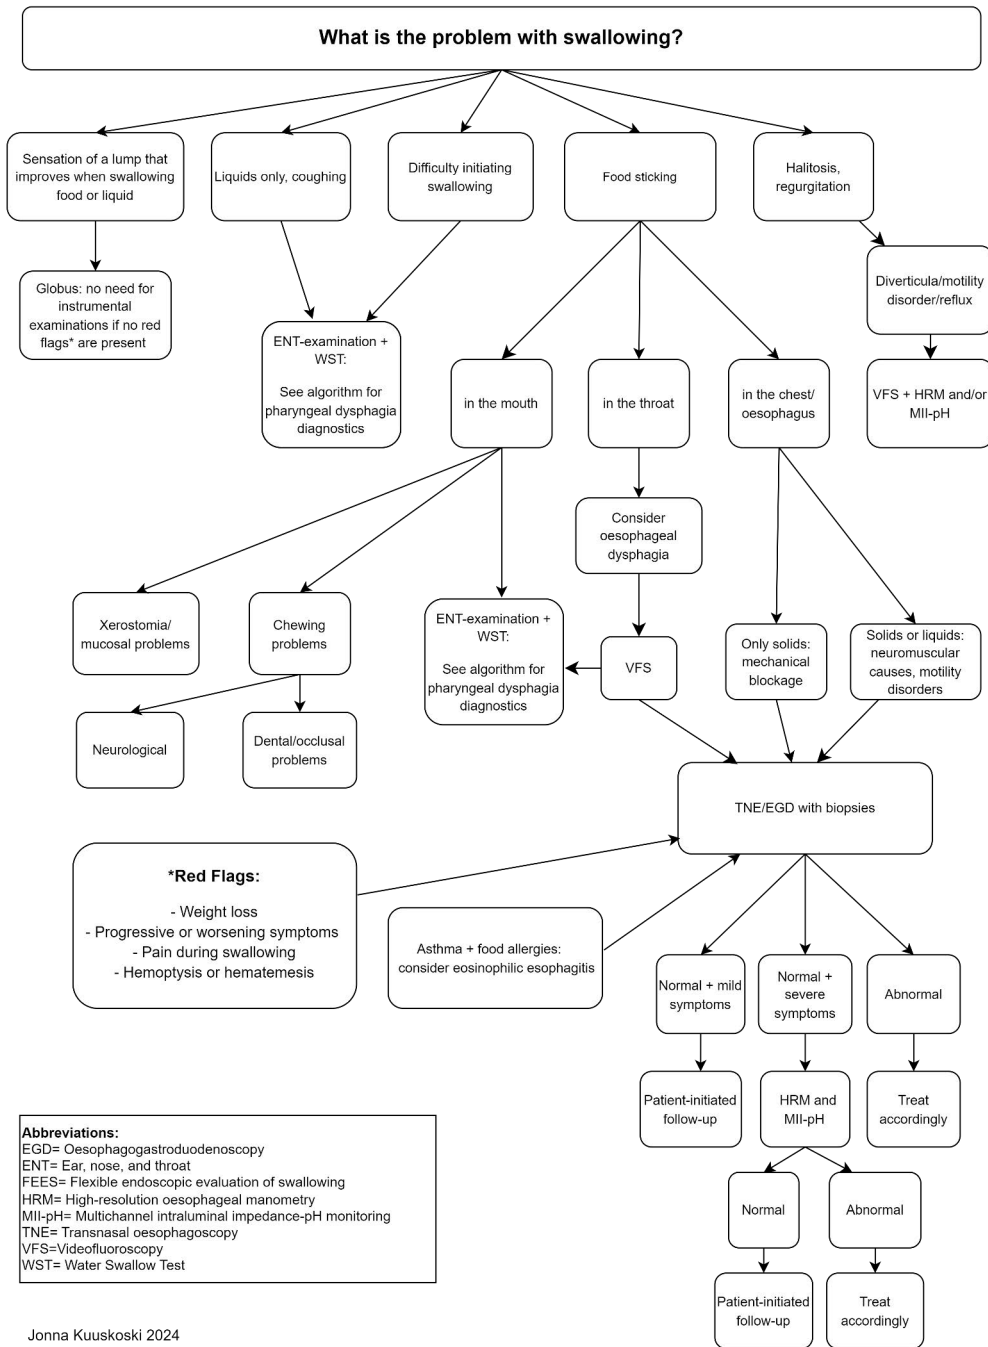 What is the problem with swallowing?
Sensation of a lump that
improves when swallowing
food or liquid
Liquids only, coughing
Difficulty initiating
swallowing
Food sticking
Halitosis,
regurgitation
Globus: no need for
instrumental
examinations if no red
flags* are present
ENT-examination +
WST:
See algorithm for
pharyngeal dysphagia
diagnostics
Diverticula/motility
disorder/reflux
in the mouth
in the throat
in the chest/
oesophagus
VFS + HRM and/or
MII-pH
Consider
oesophageal
dysphagia
Xerostomia/
mucosal problems
Chewing
problems
ENT-examination +
WST:
See algorithm for
pharyngeal dysphagia
diagnostics
VFS
Only solids:
mechanical
blockage
Solids or liquids:
neuromuscular
causes, motility
disorders
Neurological
Dental/occlusal
problems
TNE/EGD with biopsies
*Red Flags:
- Weight loss
- Progressive or worsening symptoms
- Pain during swallowing
- Hemoptysis or hematemesis
Asthma + food allergies:
consider eosinophilic esophagitis
Normal + mild
symptoms
Normal +
severe
symptoms
Abnormal
Patient-initiated
follow-up
HRM and
MII-pH
Treat
accordingly
Normal
Abnormal
Patient-initiated
follow-up
Treat
accordingly
Abbreviations:
EGD= Oesophagogastroduodenoscopy
ENT= Ear, nose, and throat
FEES= Flexible endoscopic evaluation of swallowing
HRM= High-resolution oesophageal manometry
MII-pH= Multichannel intraluminal impedance-pH monitoring
TNE= Transnasal oesophagoscopy
VFS=Videofluoroscopy
WST= Water Swallow Test
Jonna Kuuskoski 2024